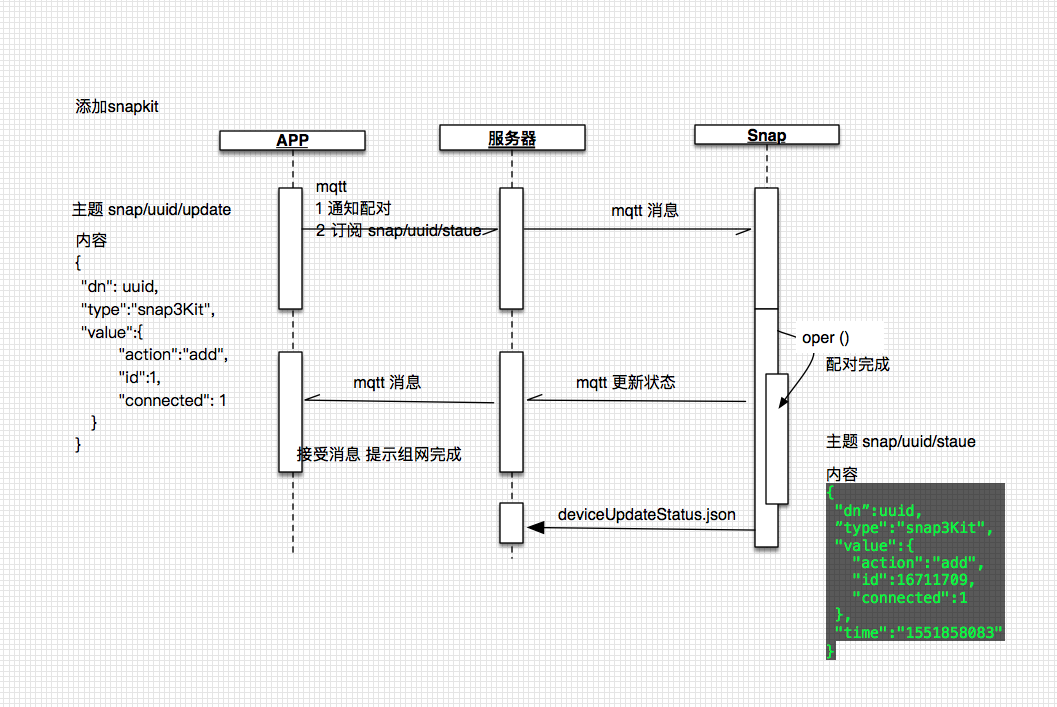 添加snapkit
APP
服务器
Snap
主题 snap/uuid/update
内容
{
"dn": uuid,
"type":"snap3Kit",
"value":{
"action":"add",
"id":1,
"connected": 1
}
}
mqtt
1 通知配对
2 订阅 snap/uuid/staue
mqtt 消息
oper ()
配对完成
mqtt 消息
mqtt 更新状态
接受消息 提示组网完成
deviceUpdateStatus.json
主题 snap/uuid/staue
内容
{
"dn”:uuid,
”type":"snap3Kit",
"value":{
"action":"add",
"id":16711709,
"connected":1
},
"time":"1551858083"
}